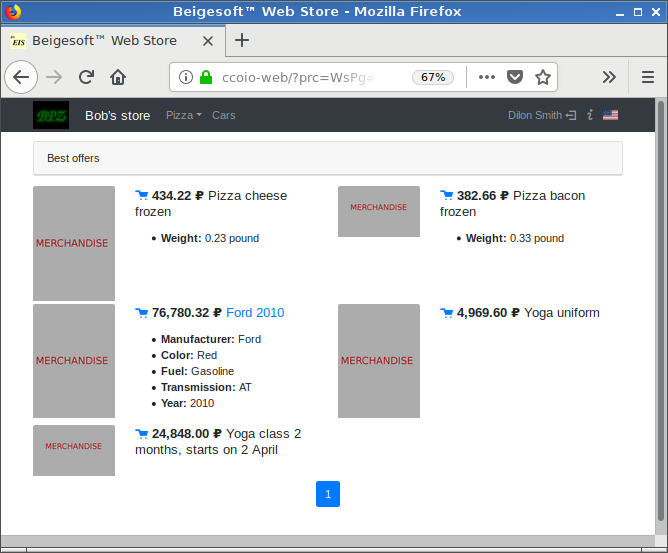 Beigesoft™ Web Store - Mozilla Firefox
EIS Beigesoft™ Web Store
ccoio-web/?prc=WsPg# 67%
BPZ Bob's store Pizza Cars Dilon Smith
Best offers
MERCHANDISE
434.22 ₽ Pizza cheese
frozen
Weight: 0.23 pound
MERCHANDISE
382.66 ₽ Pizza bacon
frozen
Weight: 0.33 pound
MERCHANDISE
76,780.32 ₽ Ford 2010
Manufacturer: Ford
Color: Red
Fuel: Gasoline
Transmission: AT
Year: 2010
MERCHANDISE
4,969.60 ₽ Yoga uniform
MERCHANDISE
24,848.00 ₽ Yoga class 2
months, starts on 2 April
1